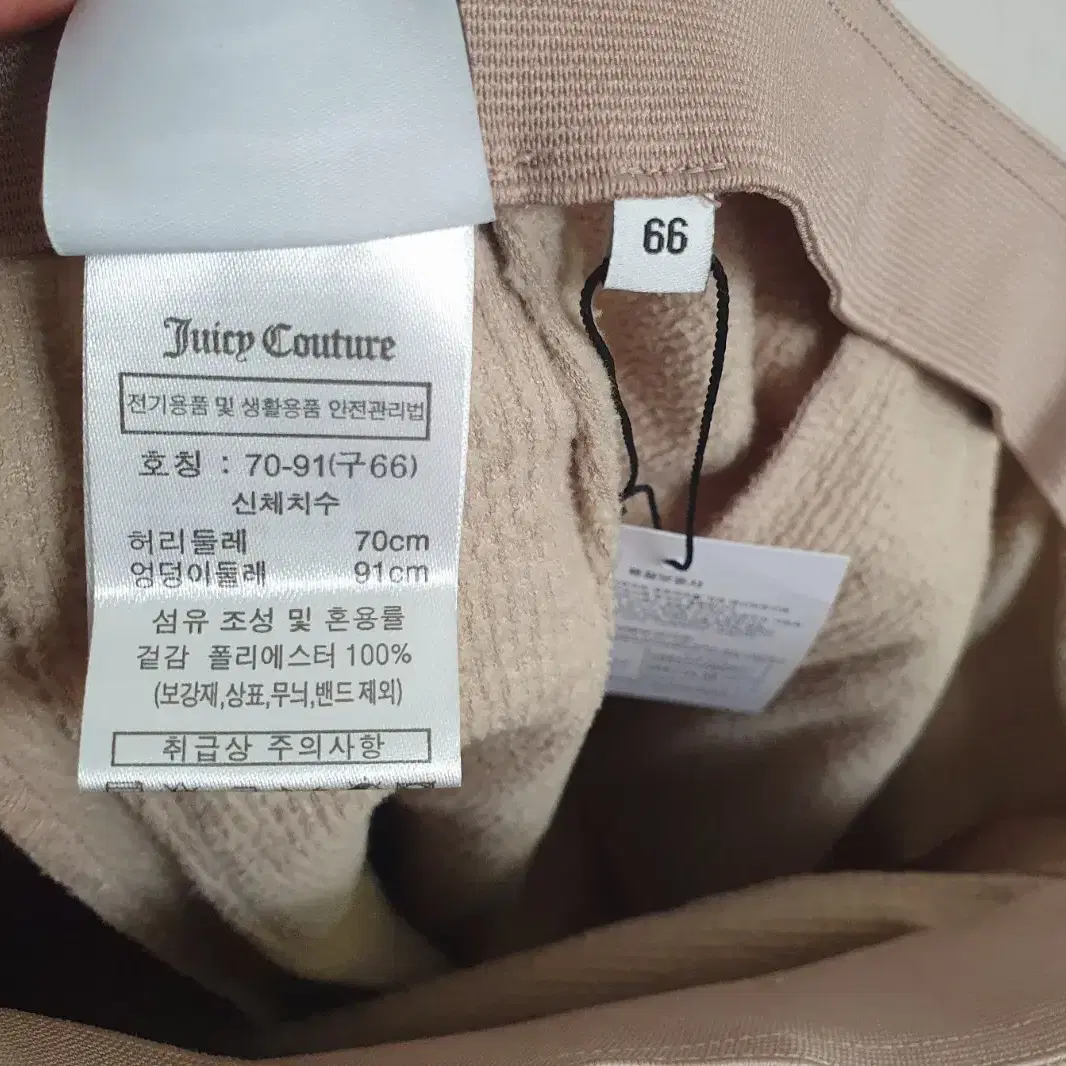 Juicy Couture
전기용품 및 생활용품 안전관리법
호칭 : 70-91(구66)
신체치수
허리둘레 70cm
엉덩이둘레 91cm
섬유 조성 및 혼용률
겉감 폴리에스터 100%
(보강재,상표,무늬,밴드 제외)
취급상 주의사항
66